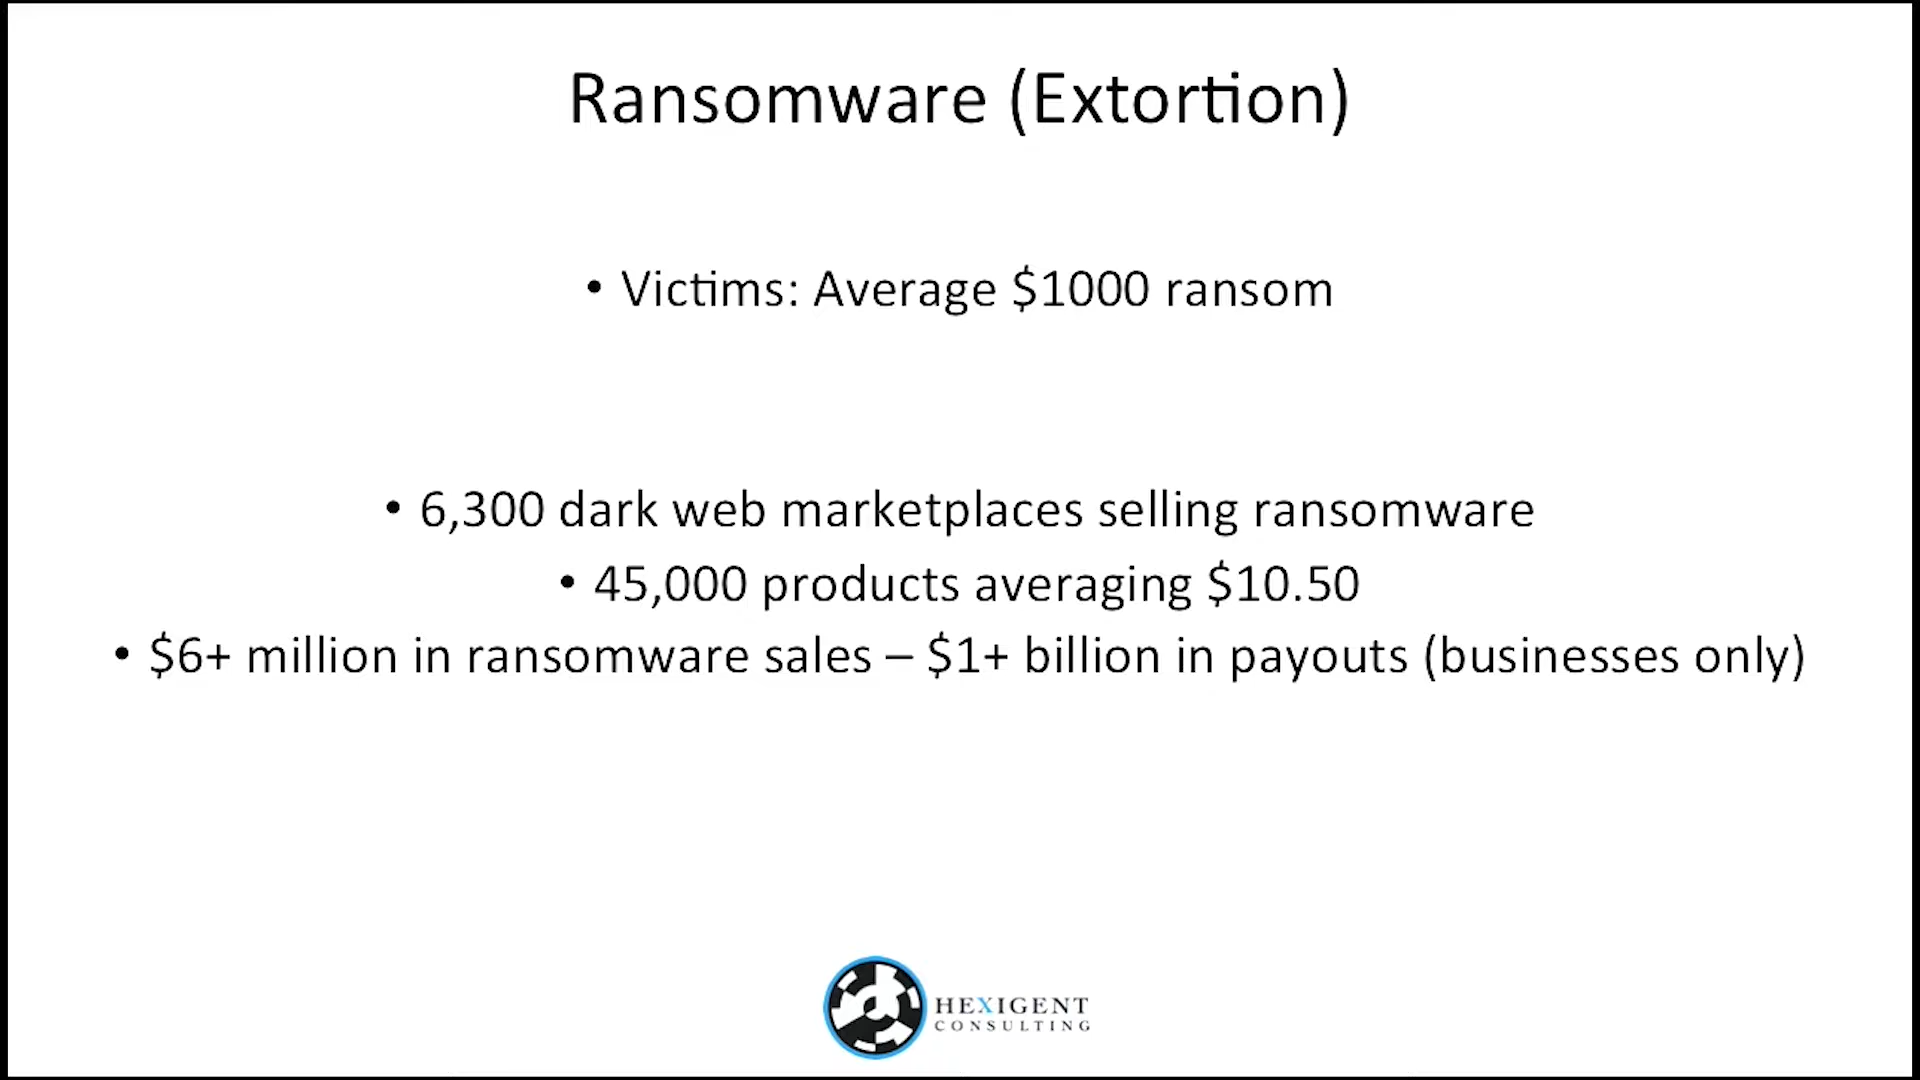 Ransomware (Extortion)
• Victims: Average $1000 ransom
• 6,300 dark web marketplaces selling ransomware
• 45,000 products averaging $10.50
• $6+ million in ransomware sales – $1+ billion in payouts (businesses only)
HEXIGENT
CONSULTING